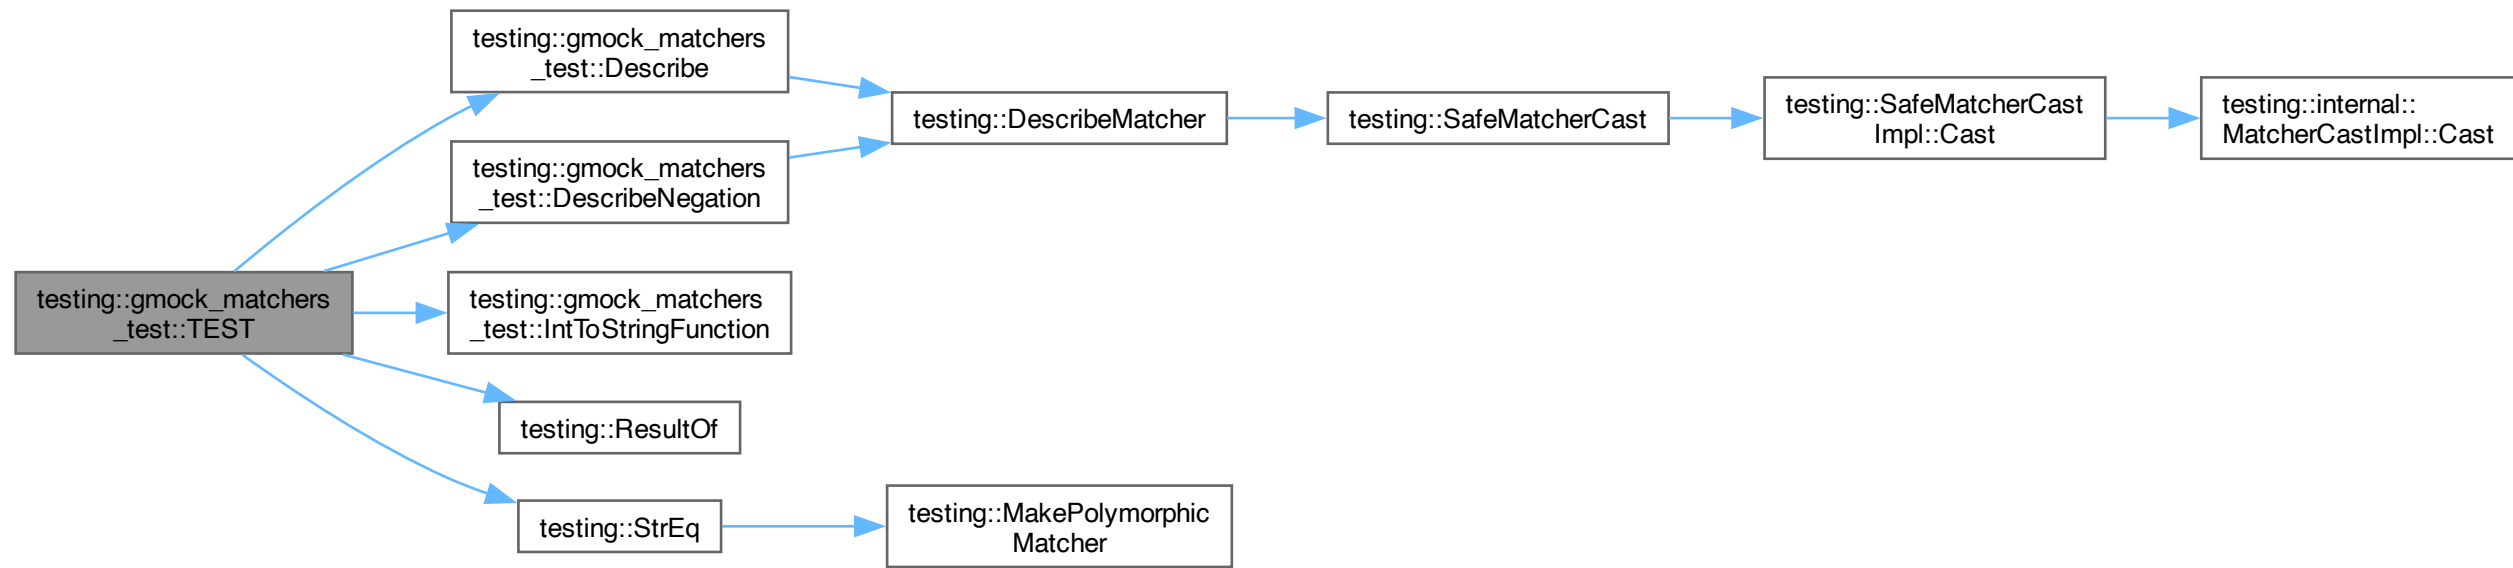 testing::gmock_matchers
_test::TEST
testing::gmock_matchers
_test::Describe
testing::gmock_matchers
_test::DescribeNegation
testing::gmock_matchers
_test::IntToStringFunction
testing::ResultOf
testing::StrEq
testing::DescribeMatcher
testing::MakePolymorphic
Matcher
testing::SafeMatcherCast
testing::SafeMatcherCast
Impl::Cast
testing::internal::
MatcherCastImpl::Cast